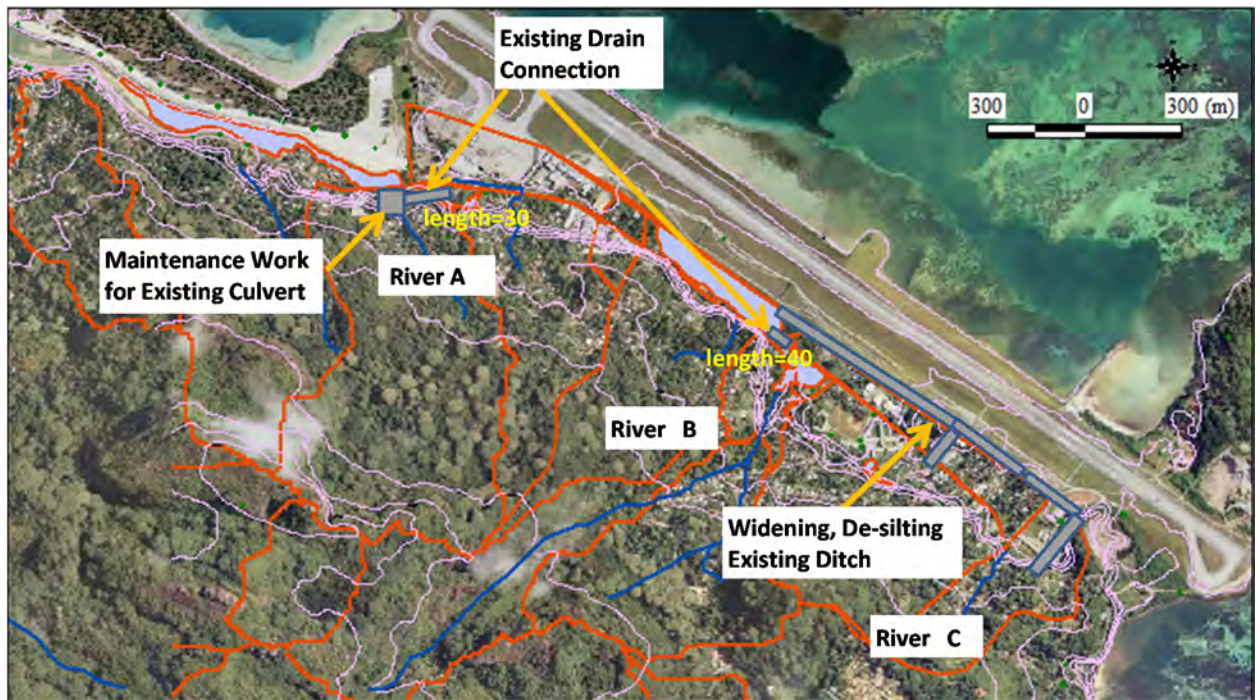 Existing Drain
Connection
300 0 300 (m)
length=30
Maintenance Work
for Existing Culvert
River A
length=40
River B
Widening, De-silting
Existing Ditch
River C